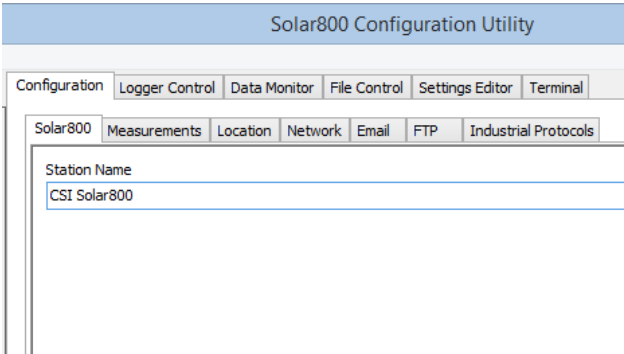 Solar800 Configuration Utility
Configuration Logger Control Data Monitor File Control Settings Editor Terminal
Solar800 Measurements Location Network Email FTP Industrial Protocols
Station Name
CSI Solar800